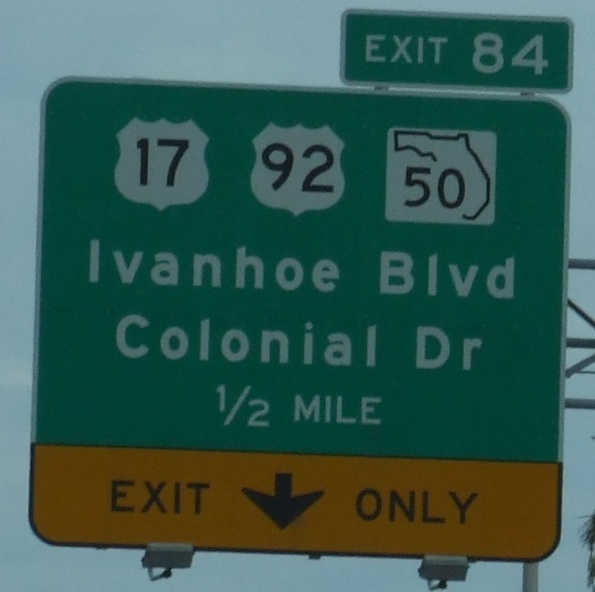 EXIT 84
17 92 50
Ivanhoe Blvd
Colonial Dr
1/2 MILE
EXIT ONLY